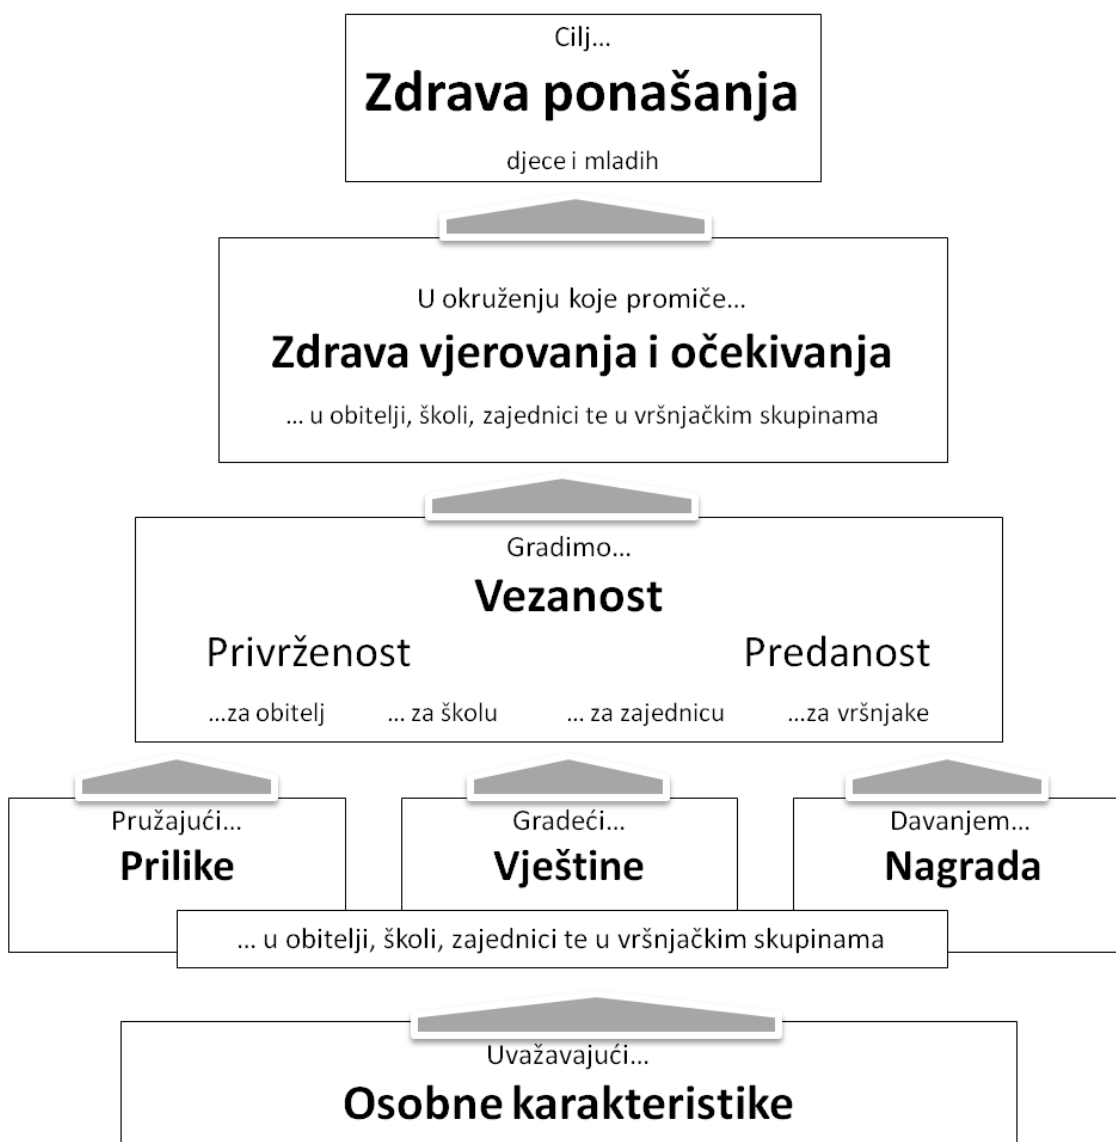 Cilj...
Zdrava ponašanja
djece i mladih
U okruženju koje promiče...
Zdrava vjerovanja i očekivanja
... u obitelji, školi, zajednici te u vršnjačkim skupinama
Gradimo...
Vezanost
Privrženost Predanost
...za obitelj ... za školu ... za zajednicu ...za vršnjake
Pružajući...
Prilike
Gradeći...
Vještine
Davanjem...
Nagrada
... u obitelji, školi, zajednici te u vršnjačkim skupinama
Uvažavajući...
Osobne karakteristike